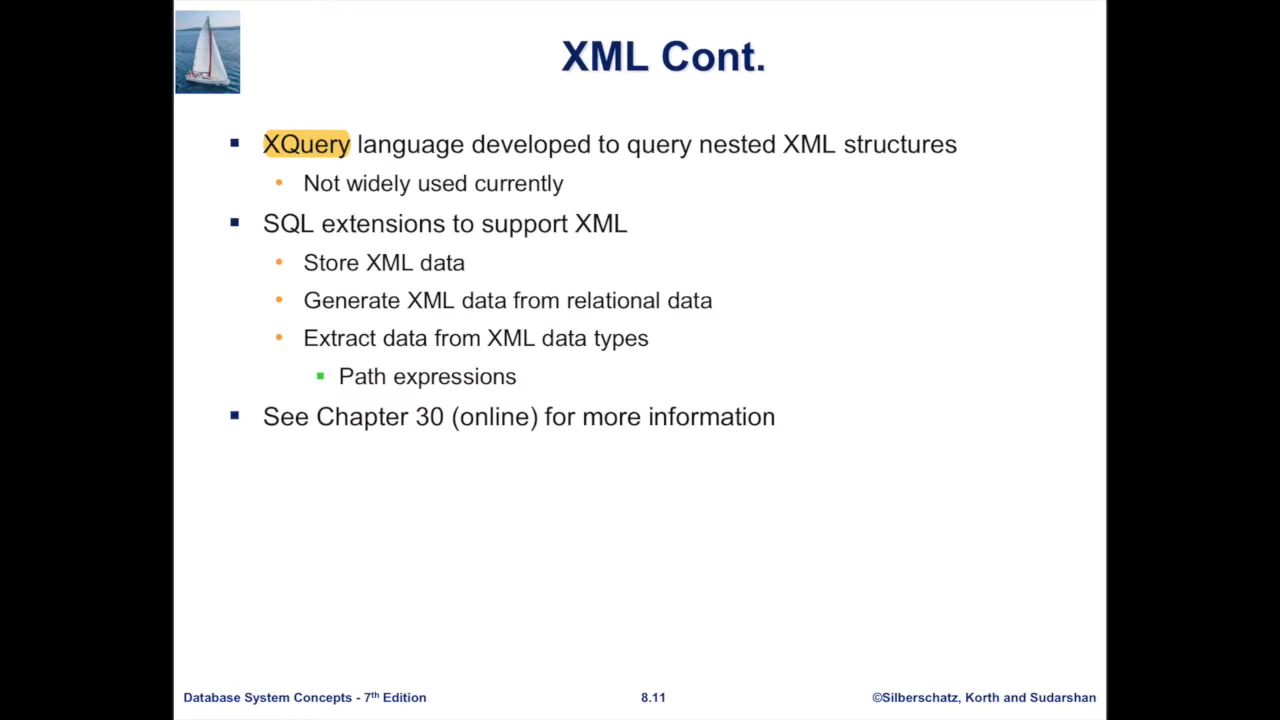 XML Cont.
XQuery language developed to query nested XML structures
Not widely used currently
SQL extensions to support XML
Store XML data
Generate XML data from relational data
Extract data from XML data types
Path expressions
See Chapter 30 (online) for more information
Database System Concepts - 7th Edition
8.11
©Silberschatz, Korth and Sudarshan